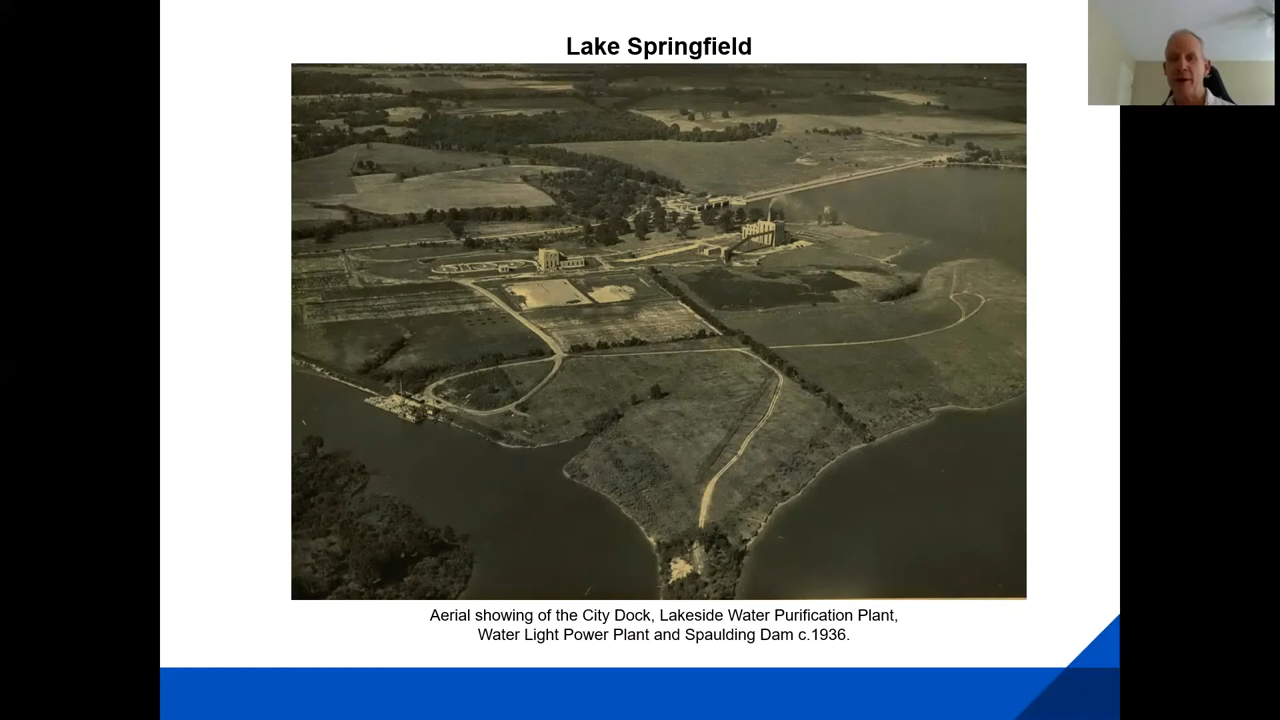 Lake Springfield
Aerial showing of the City Dock, Lakeside Water Purification Plant,
Water Light Power Plant and Spaulding Dam c.1936.